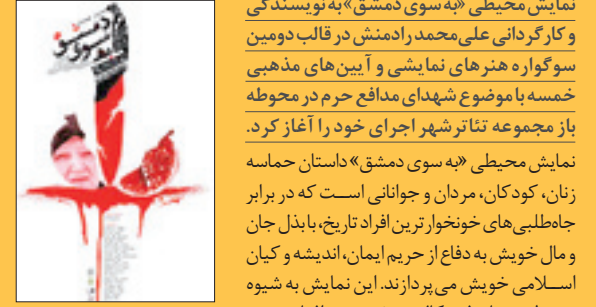 نمایش محیطی «به سوی دمشق» به نویسندگی
و کارگردانی علی‌محمد رادمنش در قالب دومین
سوگواره هنرهای نمایشی و آیین‌های مذهبی
خمسه با موضوع شهدای مدافع حرم در محوطه
باز مجموعه تئاتر شهر اجرای خود را آغاز کرد.
نمایش محیطی «به سوی دمشق» داستان حماسه
زنان، کودکان، مردان و جوانانی است که در برابر
جاه‌طلبی‌های خونخوارترین افراد تاریخ، با بذل جان
و مال خویش به دفاع از حریم ایمان، اندیشه و کیان
اسلامی خویش می‌پردازند. این نمایش به شیوه